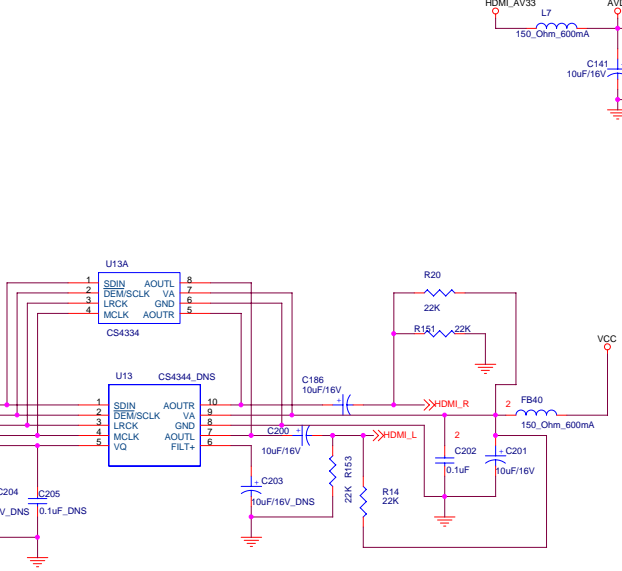 HDMI_AV33
L7
150_Ohm_600mA
C141
10uF/16V
U13A
1 SDIN AOUTL 8
2 DEM/SCLK VA 7
3 LRCK GND 6
4 MCLK AOUTR 5
CS4334
R20
22K
R151 22K
VCC
U13 CS4344_DNS
1 SDIN AOUTR 10
2 DEM/SCLK VA 9
3 LRCK GND 8
4 MCLK AOUTL 7
5 VQ FILT+ 6
C186
10uF/16V
+
HDMI_R
2
FB40
150_Ohm_600mA
C200
+
10uF/16V
HDMI_L
2
C202
0.1uF
+ C201
10uF/16V
22K R153
R14
22K
+ C203
10uF/16V_DNS
C204
V_DNS
C205
0.1uF_DNS